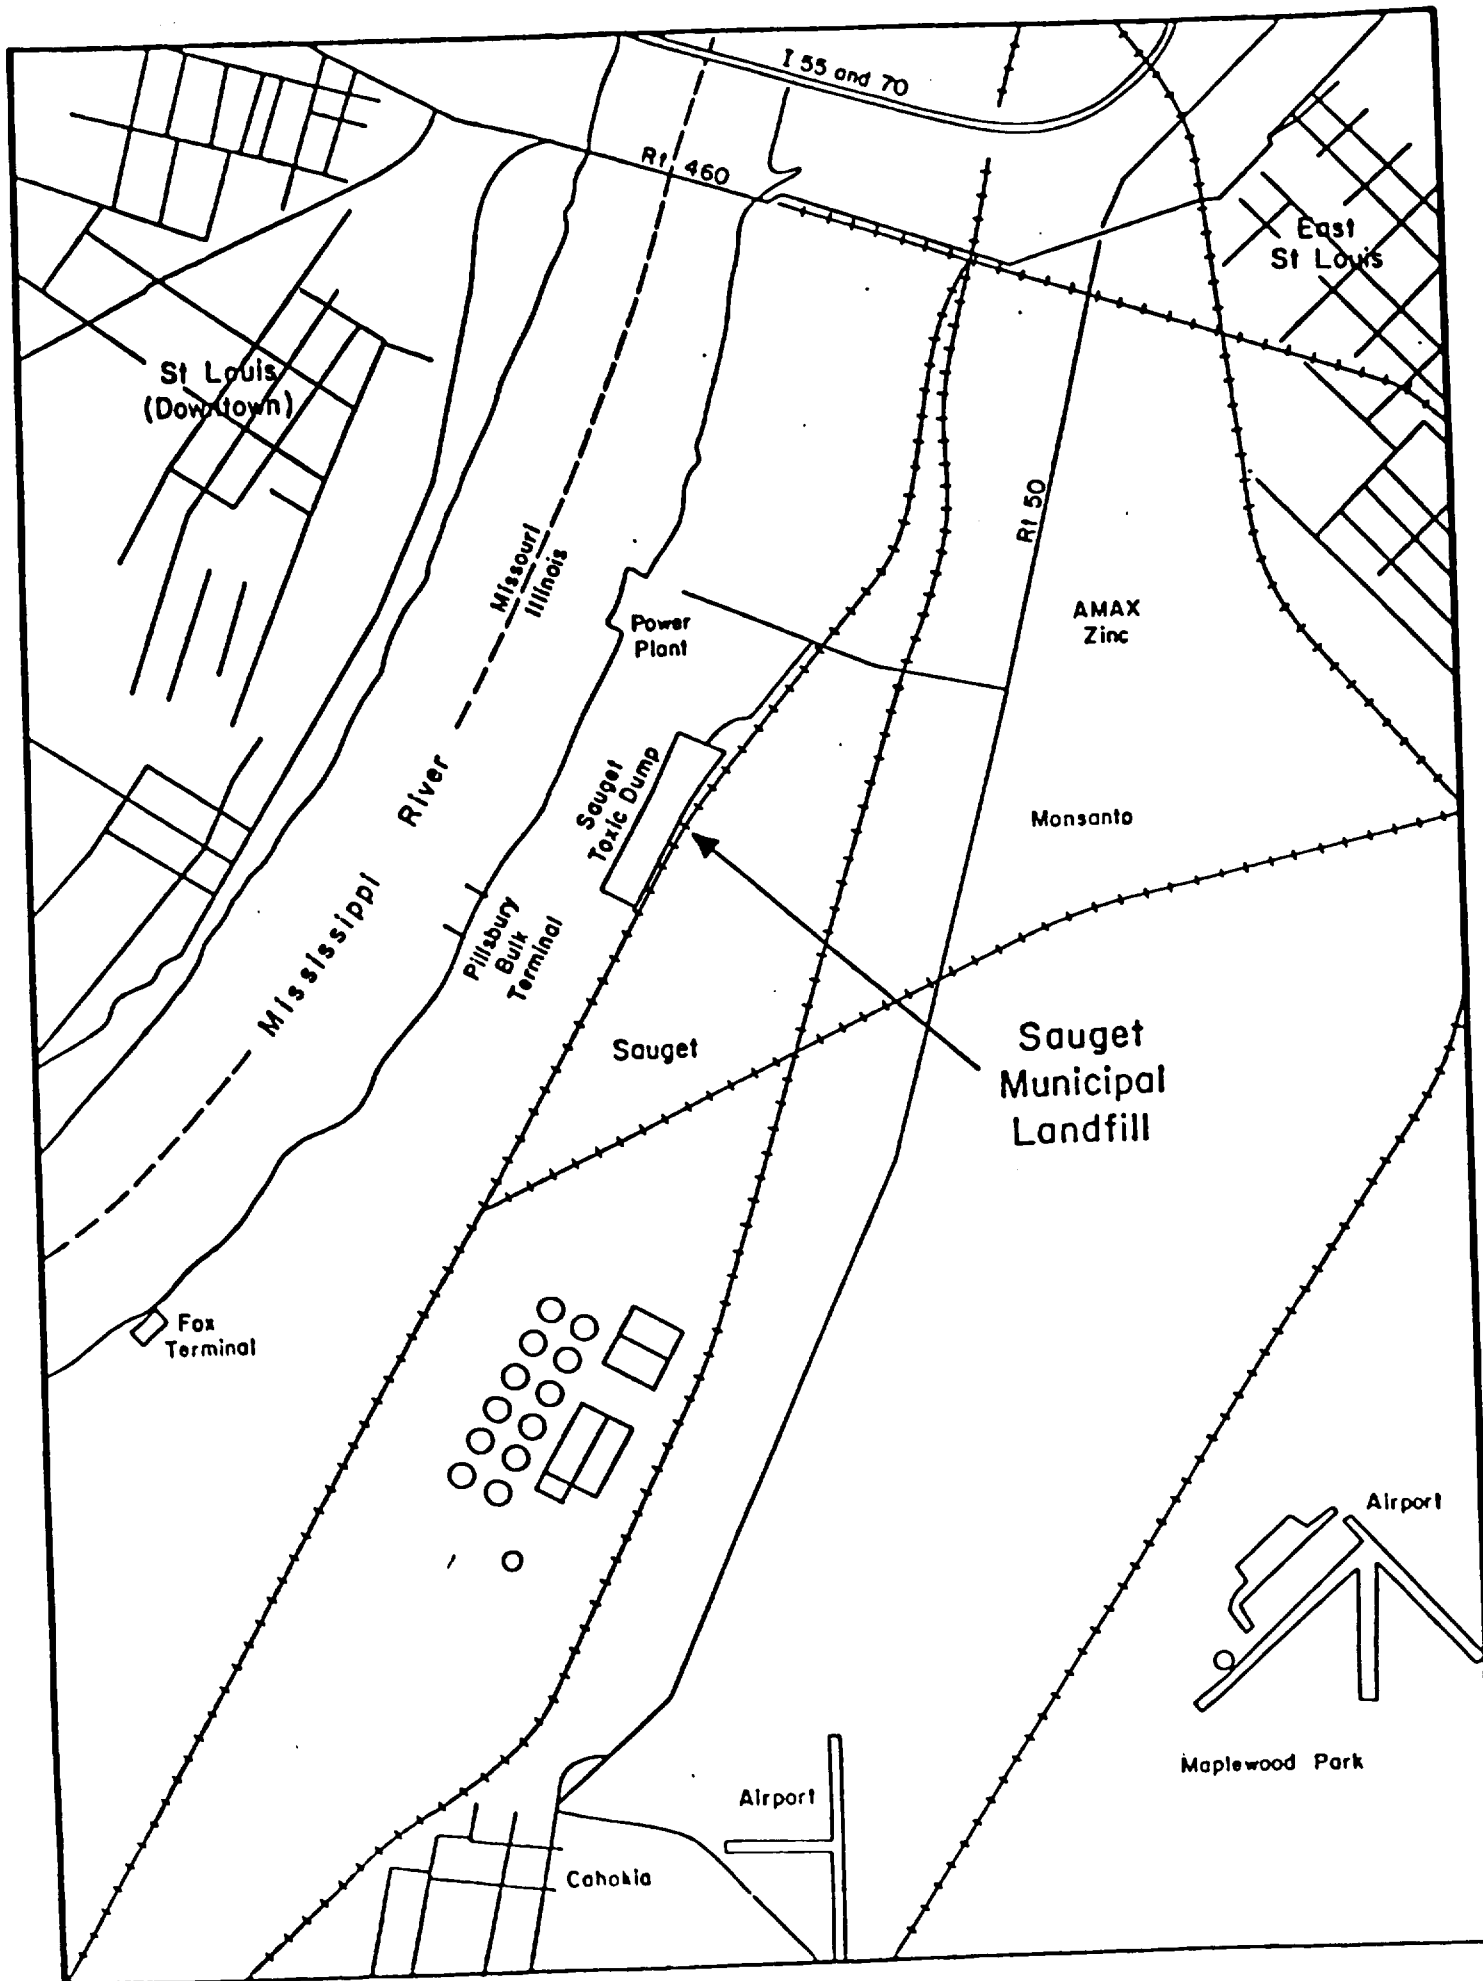 I 55 and 70
Rt 460
East
St Louis
St Louis
(Downtown)
Rt 50
Missouri
Illinois
Power
Plant
AMAX
Zinc
Sauget
Toxic Dump
River
Monsanto
Mississippi
Pillsbury
Bulk
Terminal
Sauget
Sauget
Municipal
Landfill
Fox
Terminal
Airport
Maplewood Park
Airport
Cahokia